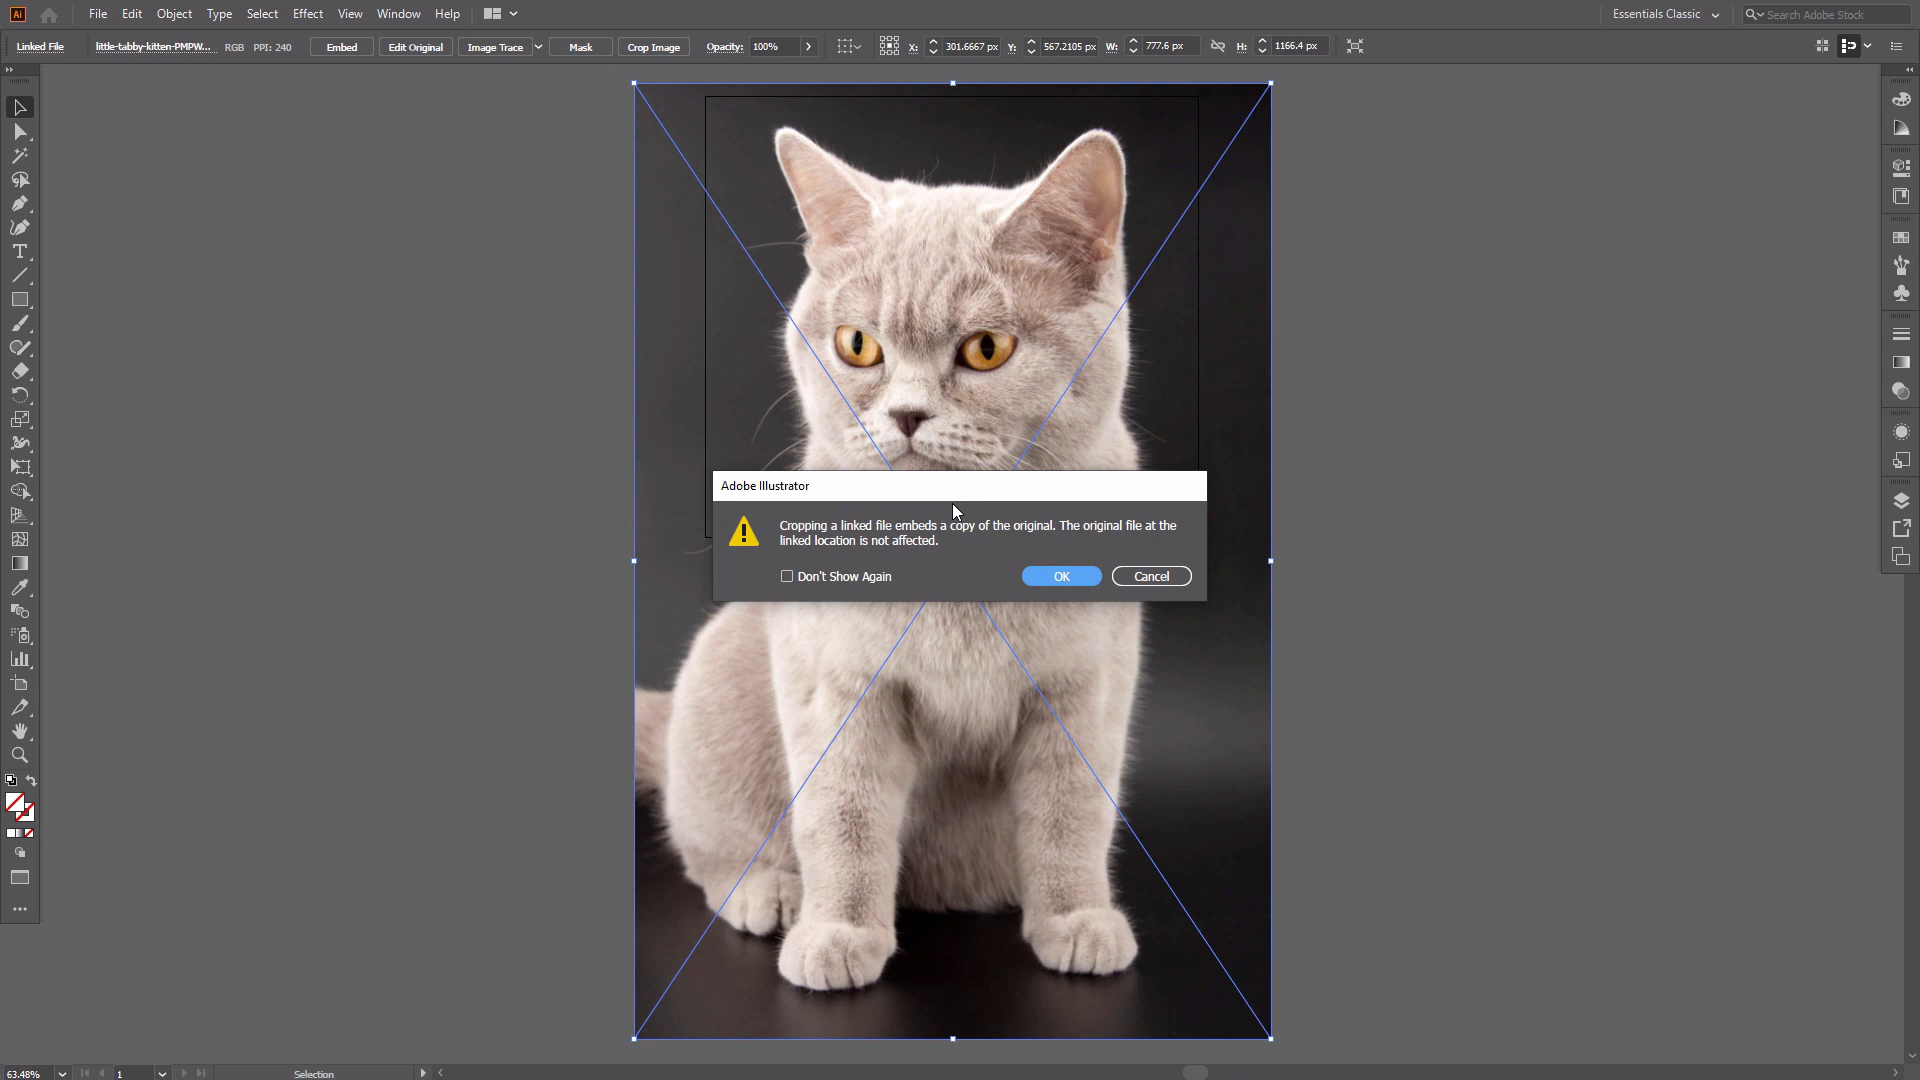 Ai File Edit Object Type Select Effect View Window Help Essentials Classic Search Adobe Stock
Linked File little-tabby-kitten-PMPW... RGB PPI: 240 Embed Edit Original Image Trace Mask Crop Image Opacity: 100% X: 301.6667 px Y: 567.2105 px W: 777.6 px H: 1166.4 px
Adobe Illustrator
Cropping a linked file embeds a copy of the original. The original file at the
linked location is not affected.
Don't Show Again OK Cancel
63.48% 1 Selection